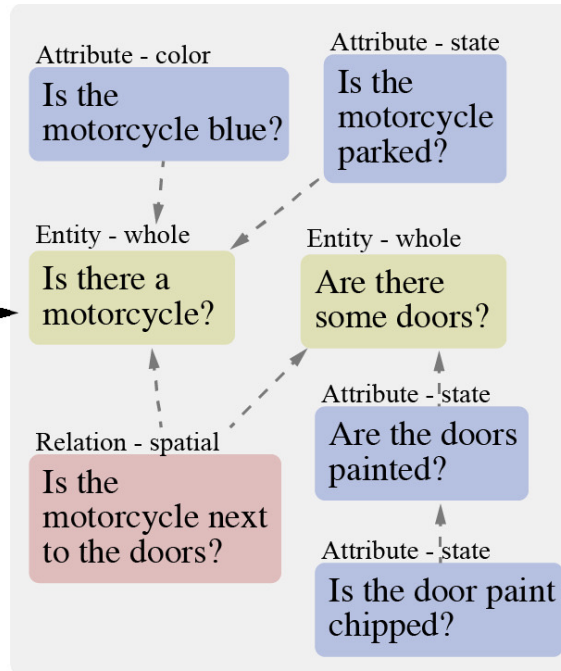 Attribute - color
Is the
motorcycle blue?
Attribute - state
Is the
motorcycle
parked?
Entity - whole
Is there a
motorcycle?
Entity - whole
Are there
some doors?
Relation - spatial
Is the
motorcycle next
to the doors?
Attribute - state
Are the doors
painted?
Attribute - state
Is the door paint
chipped?